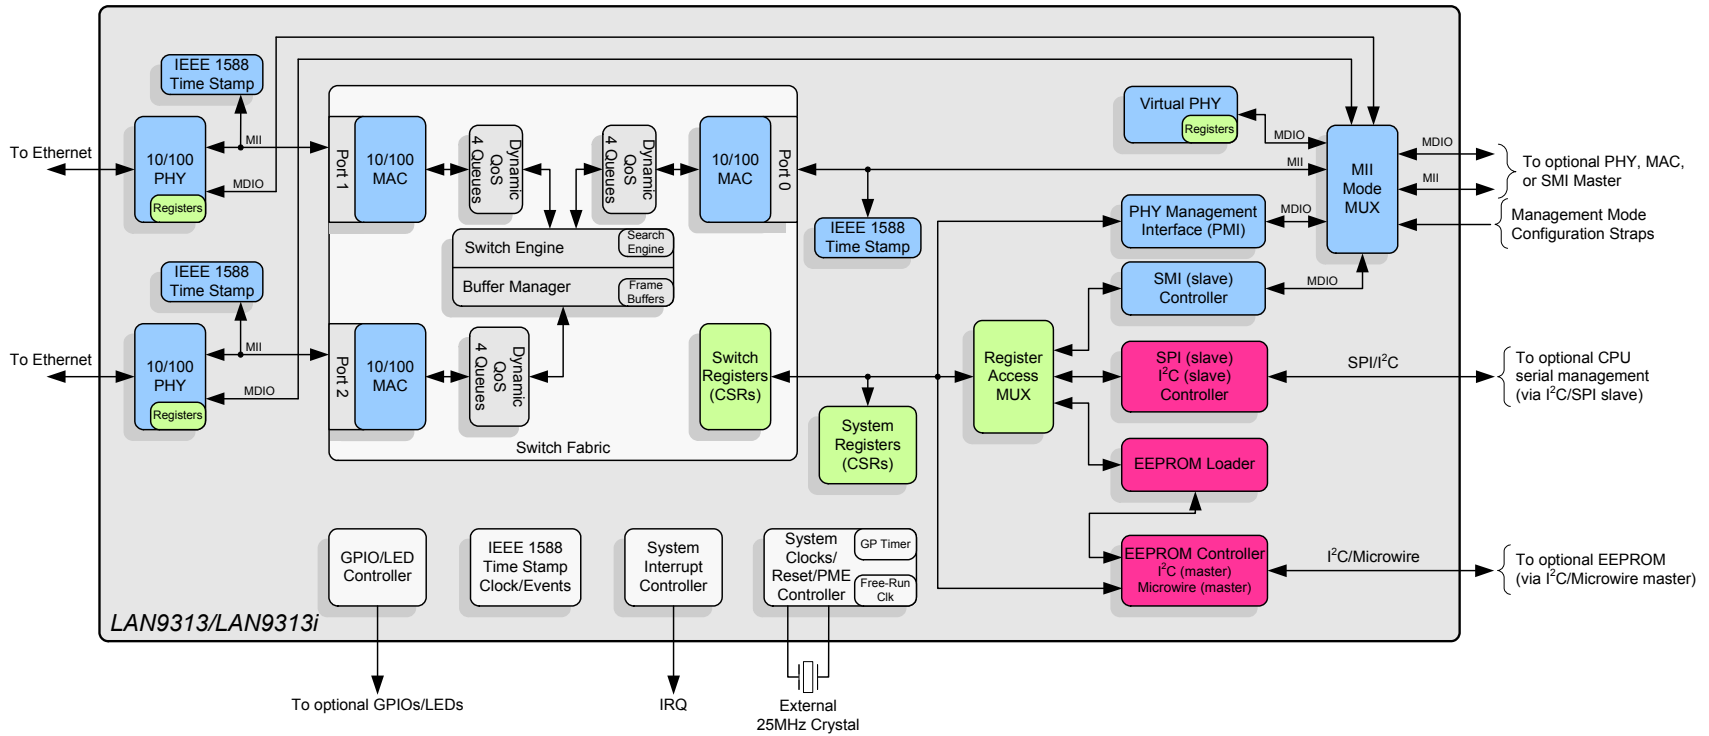 IEEE 1588
Time Stamp
To Ethernet
10/100
PHY
Registers
MII
MDIO
Port 1
10/100
MAC
Dynamic
QoS
4 Queues
Dynamic
QoS
4 Queues
10/100
MAC
Port 0
Switch Engine
Search
Engine
Buffer Manager
Frame
Buffers
IEEE 1588
Time Stamp
To Ethernet
10/100
PHY
Registers
MII
MDIO
Port 2
10/100
MAC
Dynamic
QoS
4 Queues
Switch
Registers
(CSRs)
Switch Fabric
IEEE 1588
Time Stamp
System
Registers
(CSRs)
Register
Access
MUX
Virtual PHY
Registers
MDIO
MII
PHY Management
Interface (PMI)
MDIO
SMI (slave)
Controller
MDIO
MII
Mode
MUX
MDIO
MII
To optional PHY, MAC,
or SMI Master
Management Mode
Configuration Straps
SPI (slave)
I²C (slave)
Controller
SPI/I²C
To optional CPU
serial management
(via I²C/SPI slave)
EEPROM Loader
EEPROM Controller
I²C (master)
Microwire (master)
I²C/Microwire
To optional EEPROM
(via I²C/Microwire master)
GPIO/LED
Controller
IEEE 1588
Time Stamp
Clock/Events
System
Interrupt
Controller
System
Clocks/
Reset/PME
Controller
GP Timer
Free-Run
Clk
LAN9313/LAN9313i
To optional GPIOs/LEDs
IRQ
External
25MHz Crystal